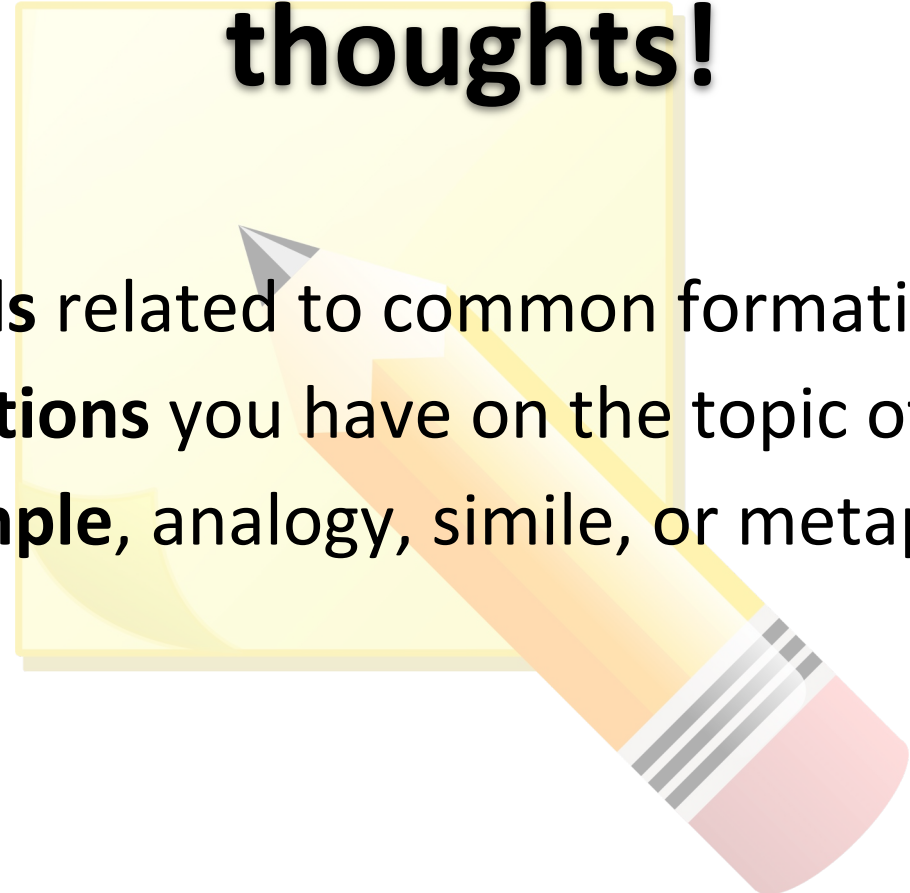 thoughts!
ls related to common formati
tions you have on the topic of
nple, analogy, simile, or metap